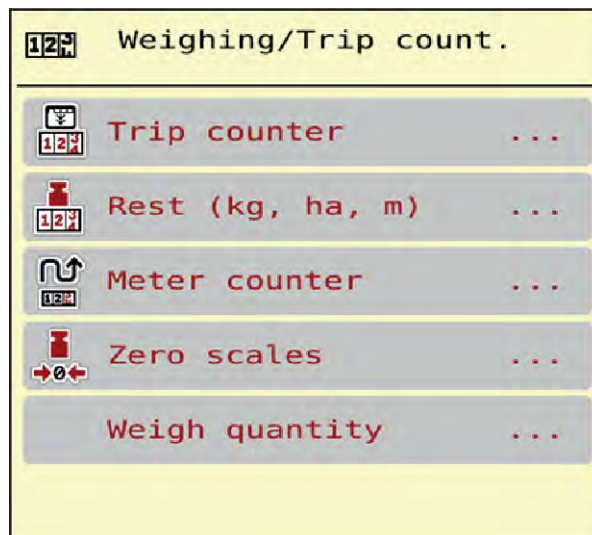 Weighing/Trip count.
Trip counter ...
Rest (kg, ha, m) ...
Meter counter ...
Zero scales ...
Weigh quantity ...